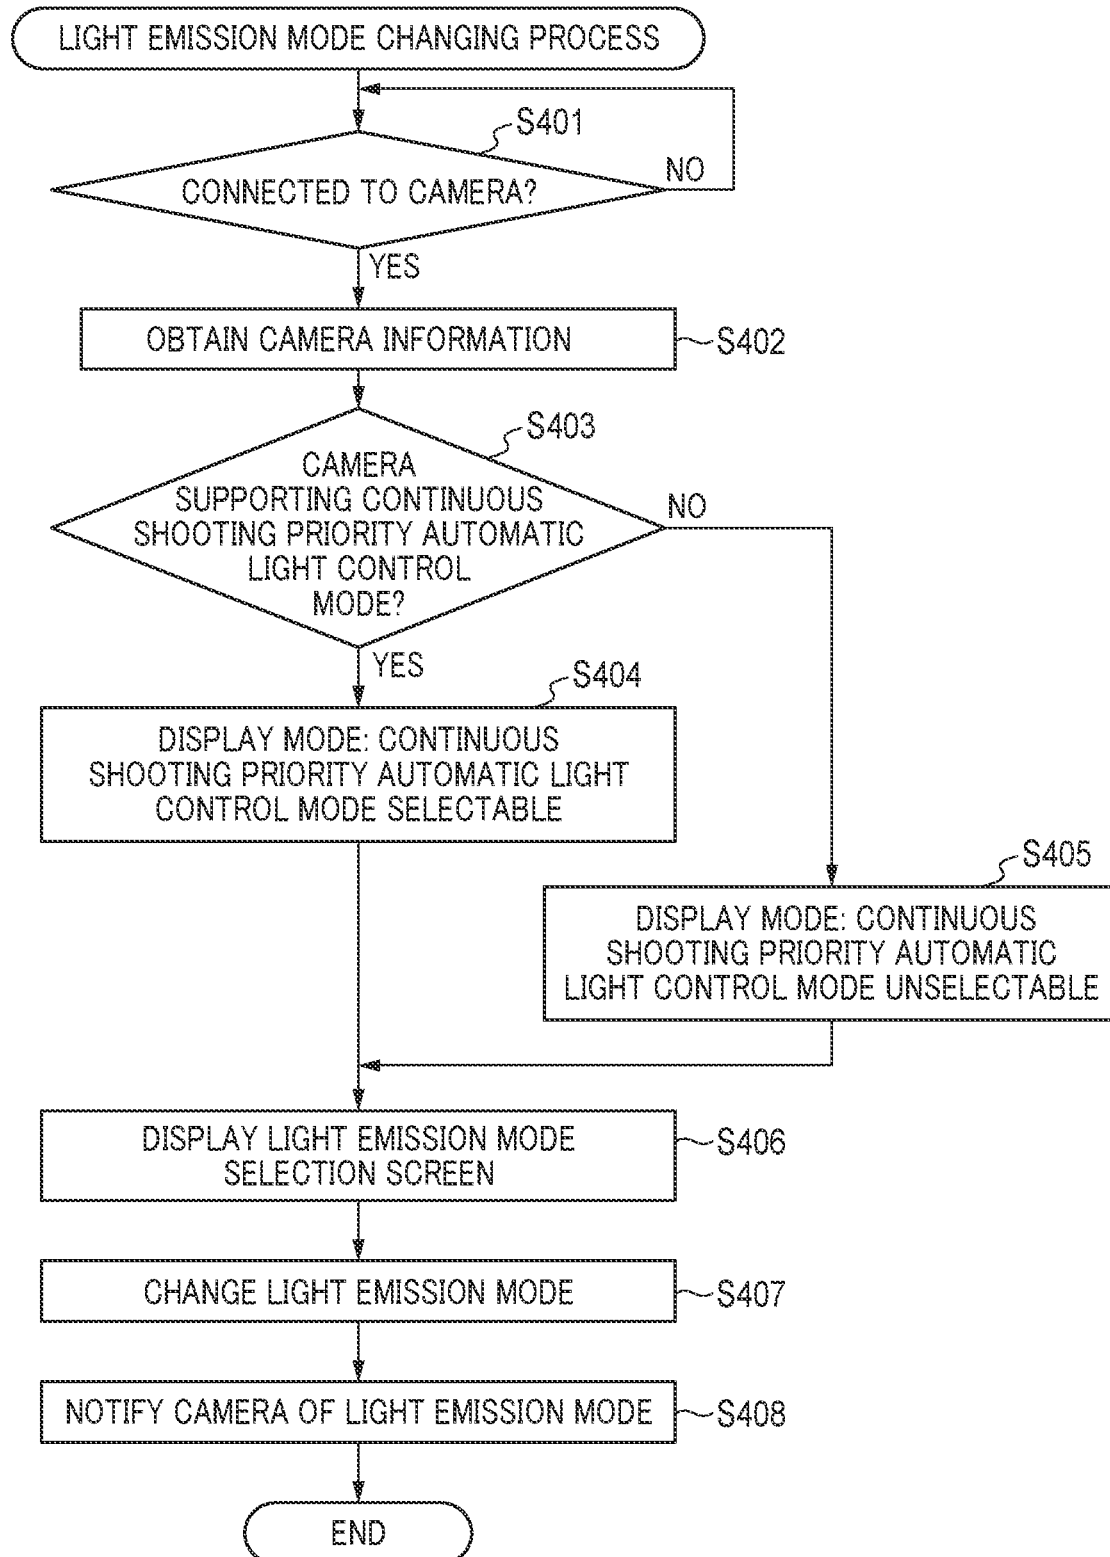 LIGHT EMISSION MODE CHANGING PROCESS
S401
CONNECTED TO CAMERA?
NO
YES
OBTAIN CAMERA INFORMATION
S402
S403
CAMERA
SUPPORTING CONTINUOUS
SHOOTING PRIORITY AUTOMATIC
LIGHT CONTROL
MODE?
NO
YES
S404
DISPLAY MODE: CONTINUOUS
SHOOTING PRIORITY AUTOMATIC LIGHT
CONTROL MODE SELECTABLE
S405
DISPLAY MODE: CONTINUOUS
SHOOTING PRIORITY AUTOMATIC
LIGHT CONTROL MODE UNSELECTABLE
DISPLAY LIGHT EMISSION MODE
SELECTION SCREEN
S406
CHANGE LIGHT EMISSION MODE
S407
NOTIFY CAMERA OF LIGHT EMISSION MODE
S408
END